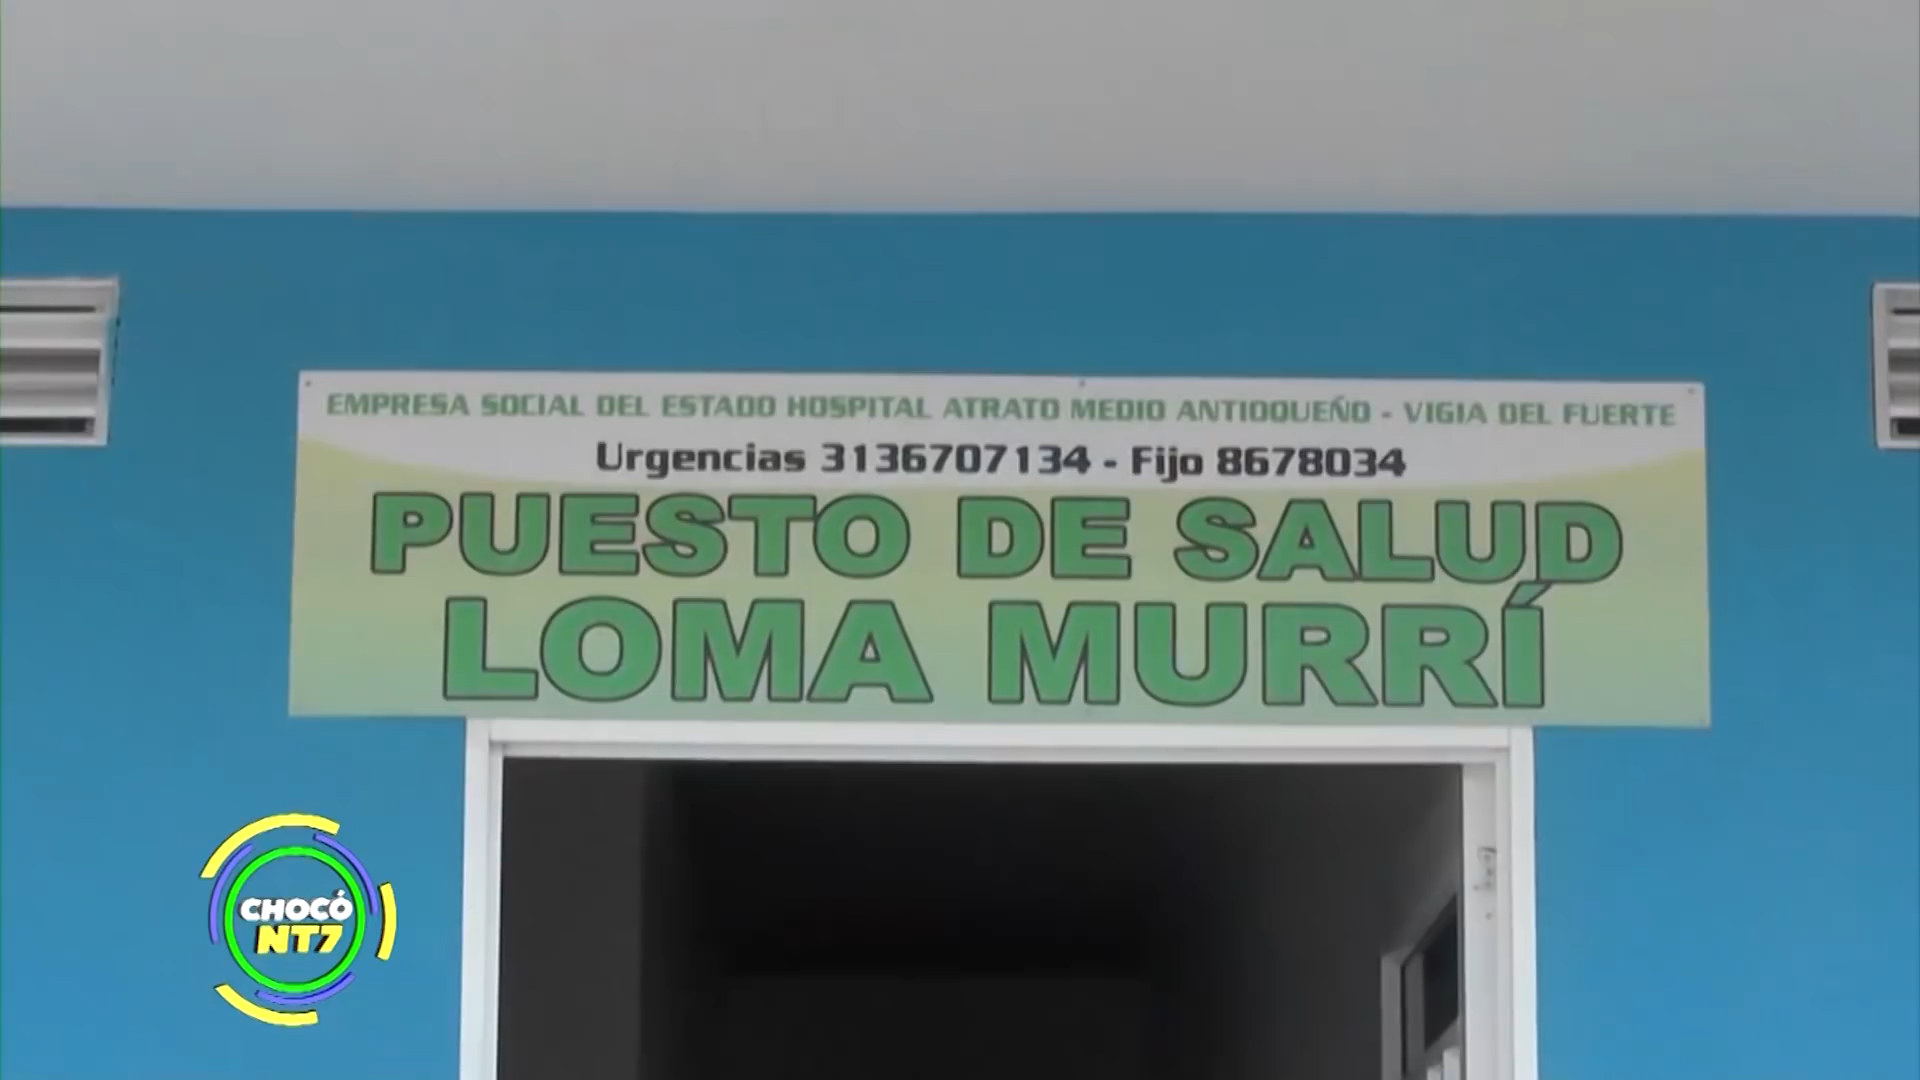 EMPRESA SOCIAL DEL ESTADO HOSPITAL ATRATO MEDIO ANTIOQUEÑO - VIGIA DEL FUERTE
Urgencias 3136707134 - Fijo 8678034
PUESTO DE SALUD
LOMA MURRÍ
CHOCÓ
NT7